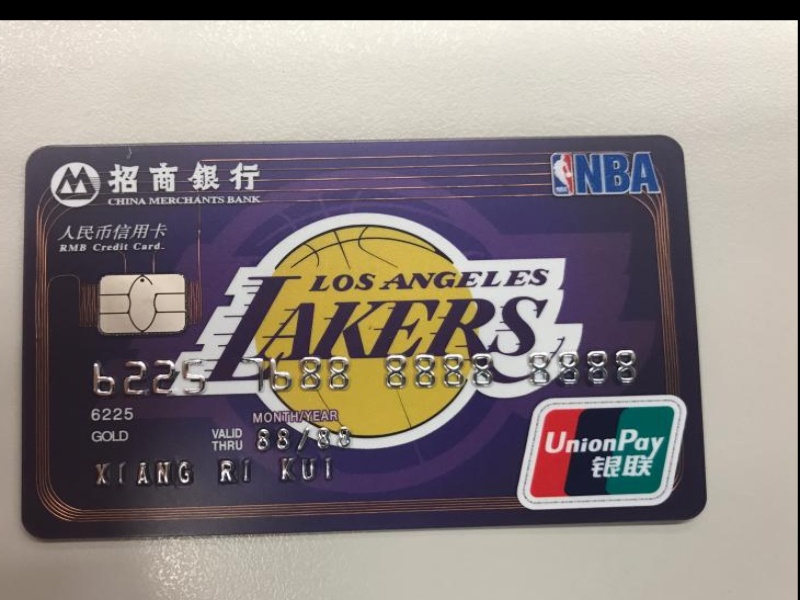 招商銀行
CHINA MERCHANTS BANK
NBA
人民币信用卡
RMB Credit Card
LOS ANGELES
LAKERS
6225 7688 8888 8888
6225
MONTH/YEAR
GOLD
VALID THRU 88/88
XIANG RI KUI
UnionPay
银联